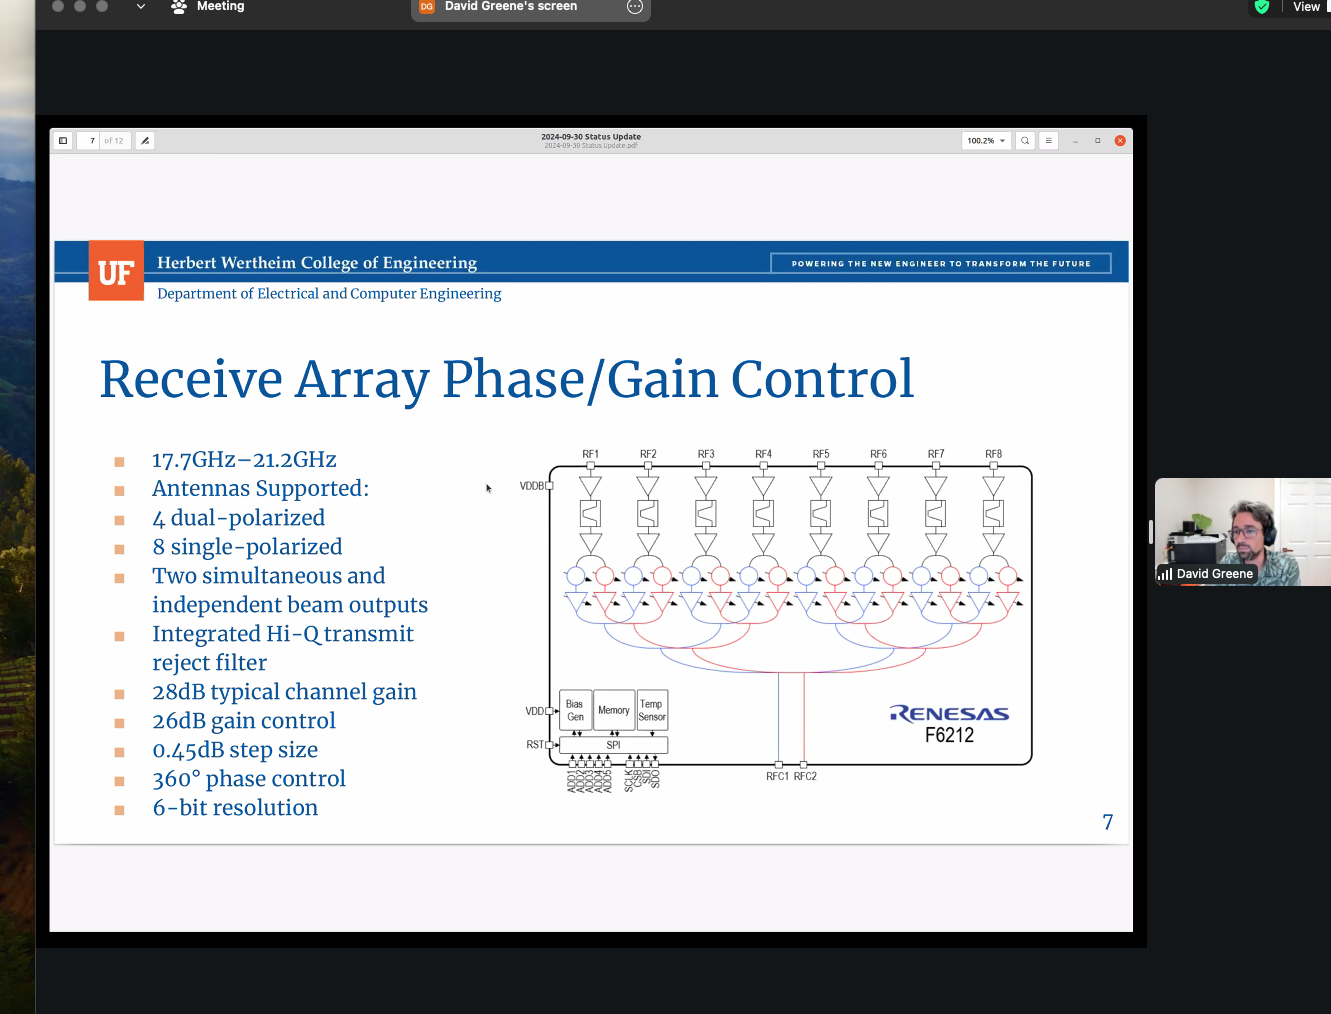 Meeting
DG David Greene's screen
View
7 of 12
2024-09-30 Status Update
2024-09-30 Status Update.pdf
100.2%
UF
Herbert Wertheim College of Engineering
POWERING THE NEW ENGINEER TO TRANSFORM THE FUTURE
Department of Electrical and Computer Engineering
Receive Array Phase/Gain Control
17.7GHz–21.2GHz
Antennas Supported:
4 dual-polarized
8 single-polarized
Two simultaneous and
independent beam outputs
Integrated Hi-Q transmit
reject filter
28dB typical channel gain
26dB gain control
0.45dB step size
360° phase control
6-bit resolution
RF1 RF2 RF3 RF4 RF5 RF6 RF7 RF8
VDDB
VDD
RST
Bias
Gen
Memory
Temp
Sensor
SPI
ADD1
ADD2
ADD3
ADD4
ADD5
SCLK
CSB
SDI
SDO
RFC1 RFC2
RENESAS
F6212
7
David Greene